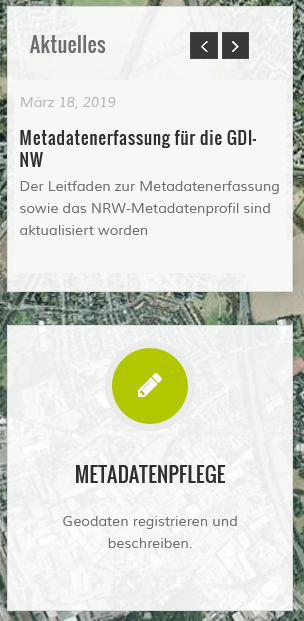 Aktuelles
März 18, 2019
Metadatenerfassung für die GDI-
NW
Der Leitfaden zur Metadatenerfassung
sowie das NRW-Metadatenprofil sind
aktualisiert worden
METADATENPFLEGE
Geodaten registrieren und
beschreiben.